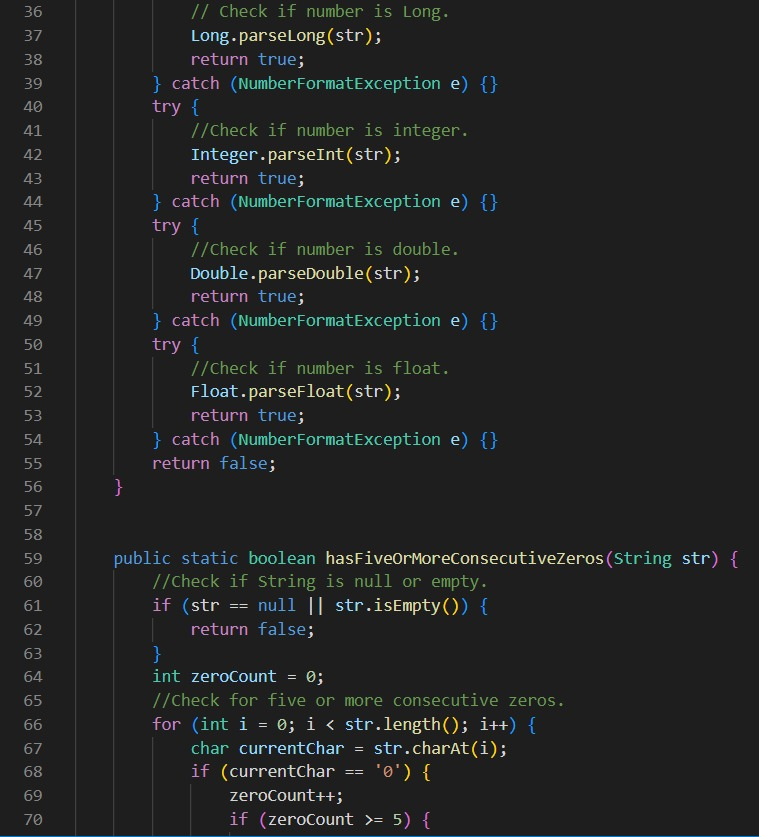 36 // Check if number is Long.
37 Long.parseLong(str);
38 return true;
39 } catch (NumberFormatException e) {}
40 try {
41 //Check if number is integer.
42 Integer.parseInt(str);
43 return true;
44 } catch (NumberFormatException e) {}
45 try {
46 //Check if number is double.
47 Double.parseDouble(str);
48 return true;
49 } catch (NumberFormatException e) {}
50 try {
51 //Check if number is float.
52 Float.parseFloat(str);
53 return true;
54 } catch (NumberFormatException e) {}
55 return false;
56 }
57
58
59 public static boolean hasFiveOrMoreConsecutiveZeros(String str) {
60 //Check if String is null or empty.
61 if (str == null || str.isEmpty()) {
62 return false;
63 }
64 int zeroCount = 0;
65 //Check for five or more consecutive zeros.
66 for (int i = 0; i < str.length(); i++) {
67 char currentChar = str.charAt(i);
68 if (currentChar == '0') {
69 zeroCount++;
70 if (zeroCount >= 5) {